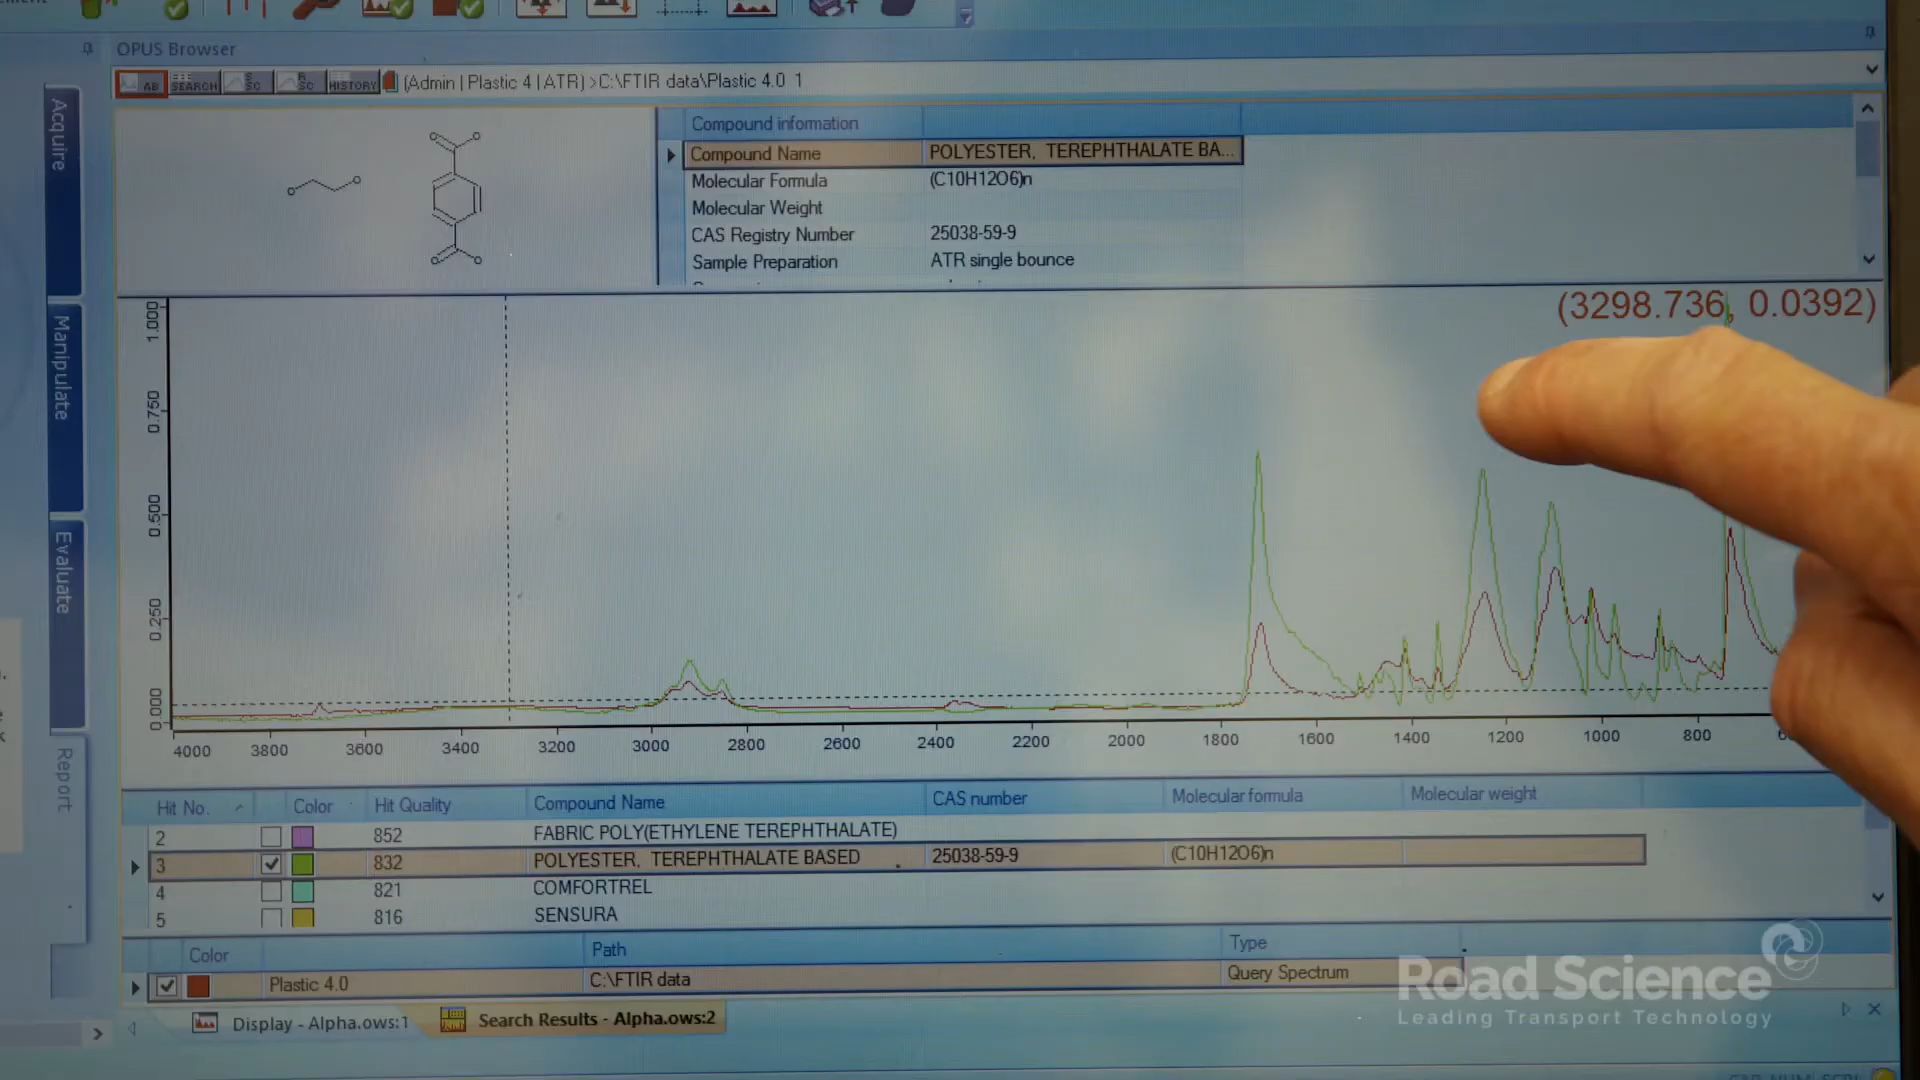 OPUS Browser
AB SEARCH SC SC HISTORY (Admin | Plastic 4 | ATR) >C:\FTIR data\Plastic 4.0 1
Acquire
Manipulate
Evaluate
Report
Compound information
Compound Name POLYESTER, TEREPHTHALATE BA...
Molecular Formula (C10H12O6)n
Molecular Weight
CAS Registry Number 25038-59-9
Sample Preparation ATR single bounce
(3298.736, 0.0392)
1.000
0.750
0.500
0.250
0.000
4000 3800 3600 3400 3200 3000 2800 2600 2400 2200 2000 1800 1600 1400 1200 1000 800
Hit No. Color Hit Quality Compound Name CAS number Molecular formula Molecular weight
2 852 FABRIC POLY(ETHYLENE TEREPHTHALATE)
3 832 POLYESTER, TEREPHTHALATE BASED 25038-59-9 (C10H12O6)n
4 821 COMFORTREL
5 816 SENSURA
Color Path Type
Plastic 4.0 C:\FTIR data Query Spectrum
Display - Alpha.ows:1 Search Results - Alpha.ows:2
Road Science
Leading Transport Technology